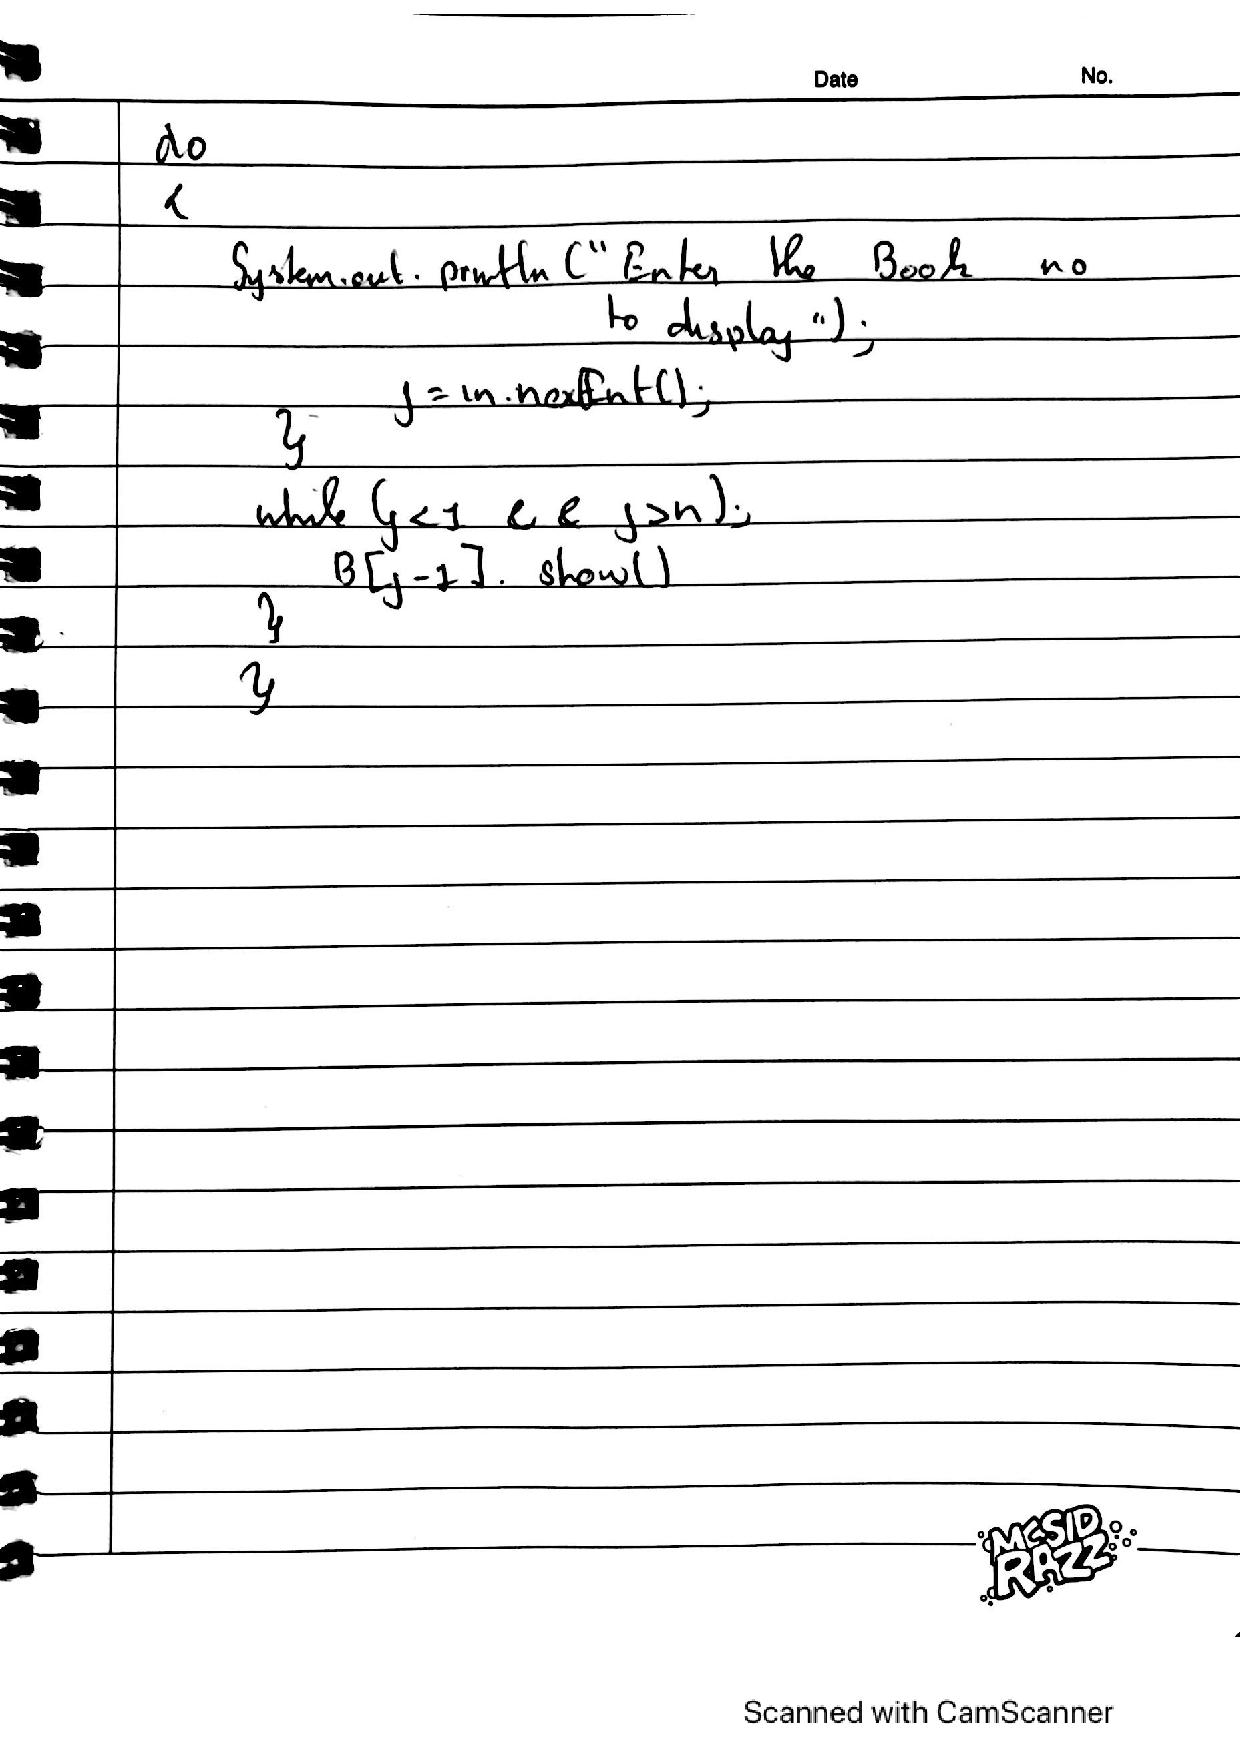 Date No.
do
{
System.out.println("Enter the Book no
to display");
j=in.nextInt();
}
while (j<1 && j>n);
B[j-1].show()
}
}
MCSID
RAZZ
Scanned with CamScanner